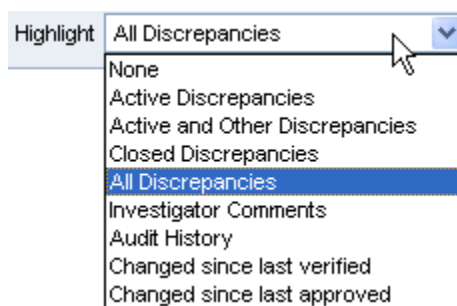 Highlight All Discrepancies
None
Active Discrepancies
Active and Other Discrepancies
Closed Discrepancies
All Discrepancies
Investigator Comments
Audit History
Changed since last verified
Changed since last approved